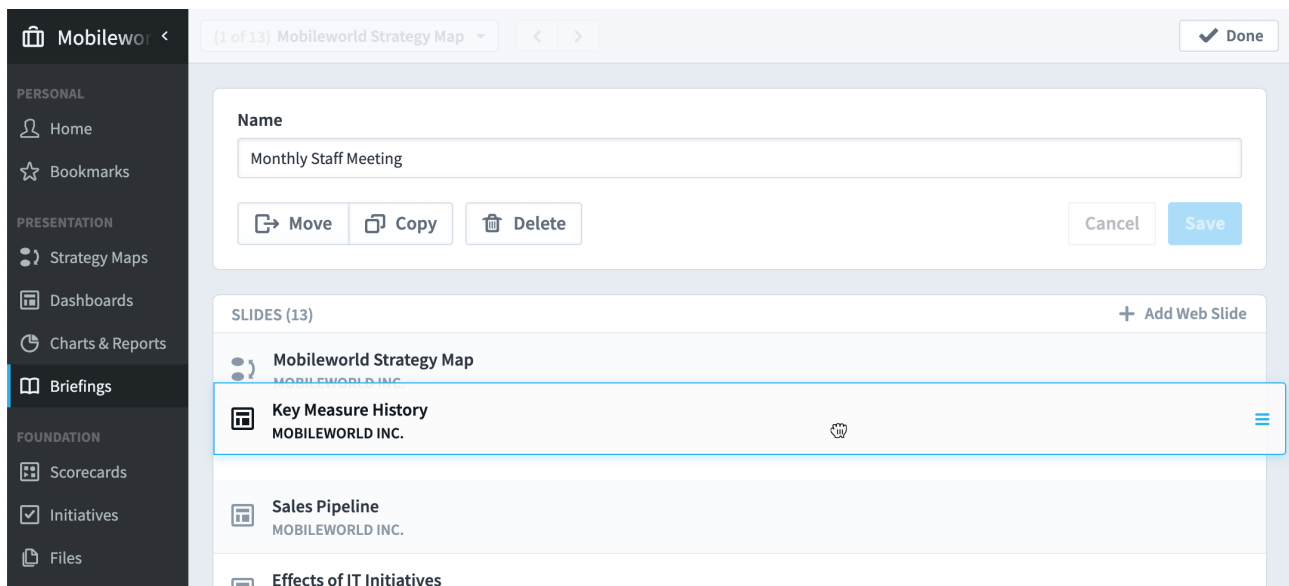 Mobilewor
(1 of 13) Mobileworld Strategy Map
Done
PERSONAL
Home
Bookmarks
PRESENTATION
Strategy Maps
Dashboards
Charts & Reports
Briefings
FOUNDATION
Scorecards
Initiatives
Files
Name
Monthly Staff Meeting
Move
Copy
Delete
Cancel
Save
SLIDES (13)
Add Web Slide
Mobileworld Strategy Map
MOBILEWORLD INC.
Key Measure History
MOBILEWORLD INC.
Sales Pipeline
MOBILEWORLD INC.
Effects of IT Initiatives